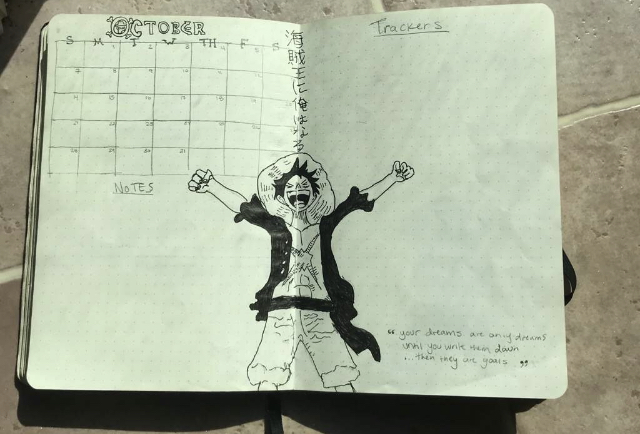 OCTOBER
S M T W TH F S
海賊王に俺はなる
NOTES
Trackers
“ your dreams are only dreams
until you write them down
...then they are goals ”